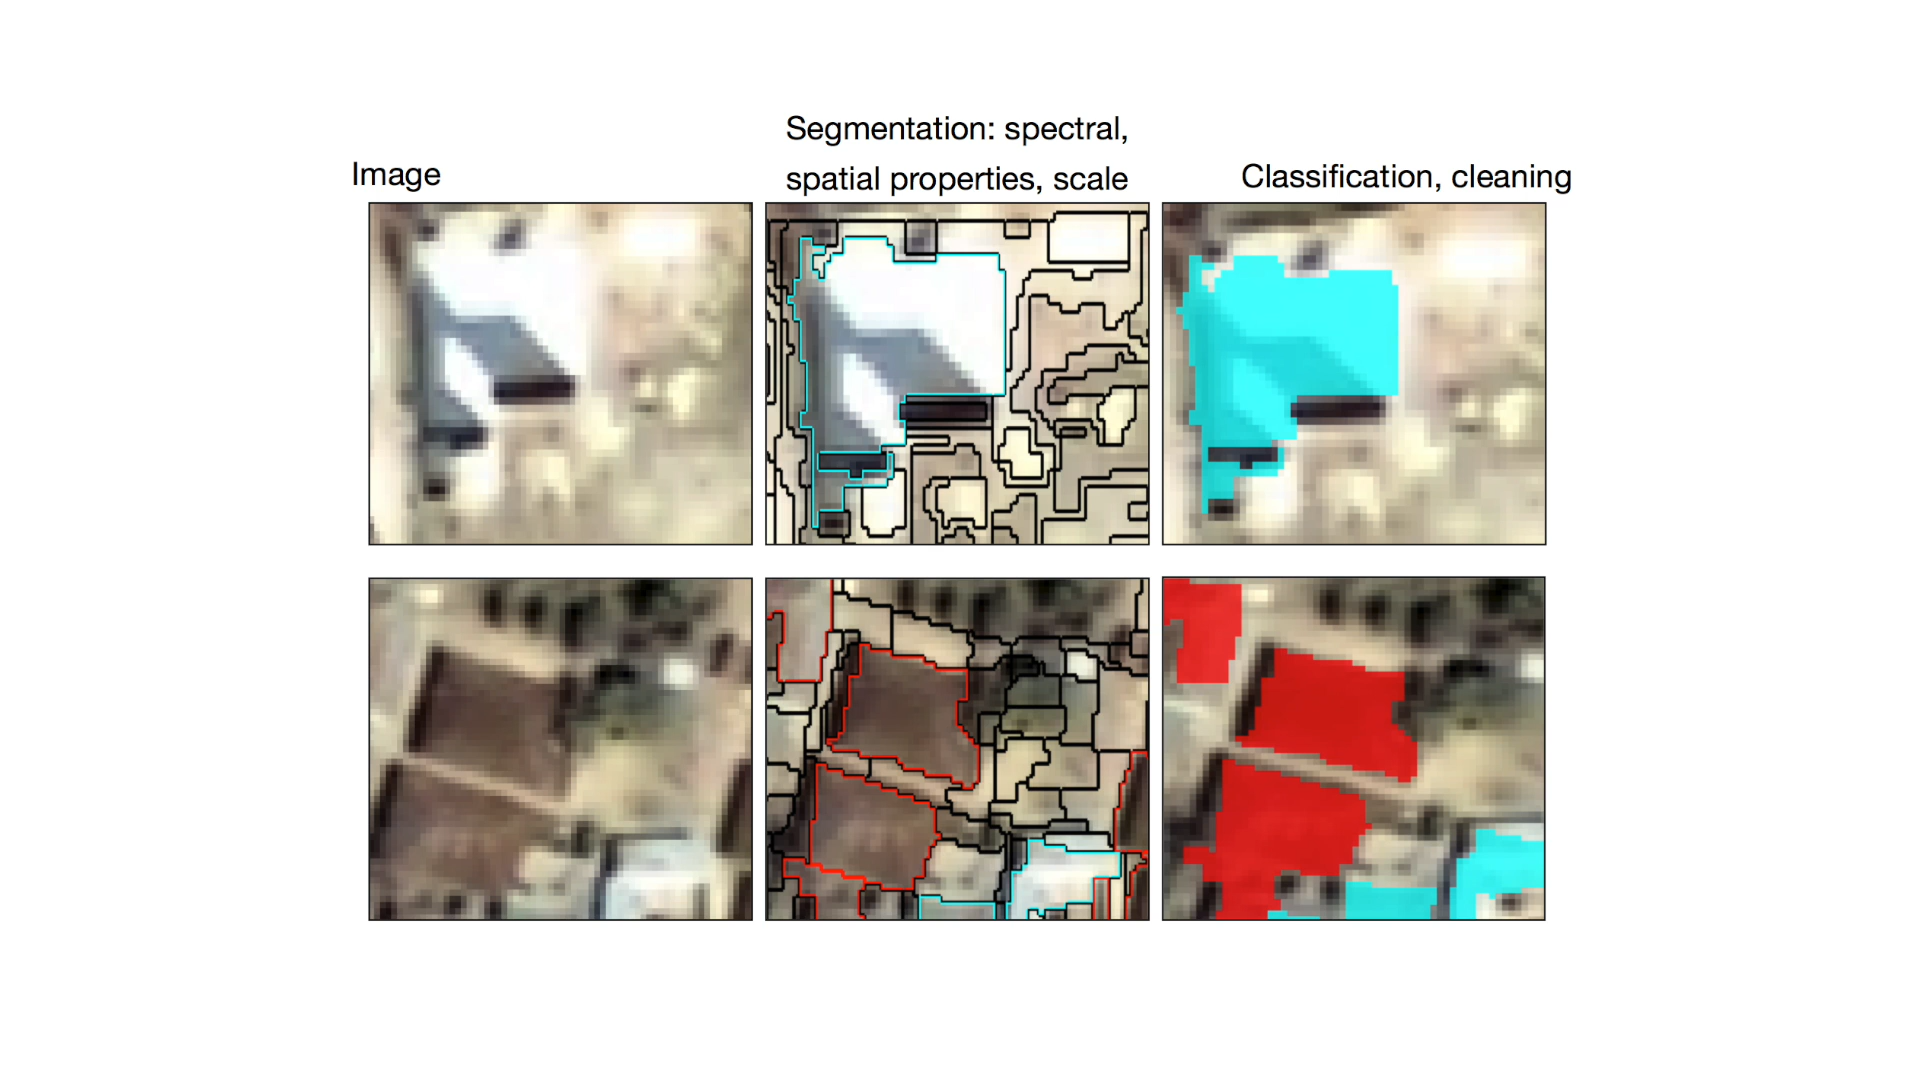 Image
Segmentation: spectral,
spatial properties, scale
Classification, cleaning